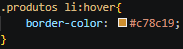 .produtos li:hover{
border-color: #c78c19;
}